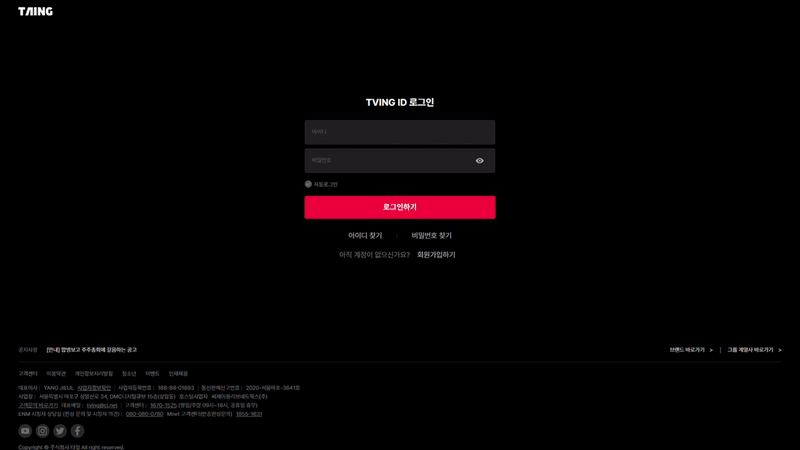 TAING
TVING ID 로그인
아이디
비밀번호
자동로그인
로그인하기
아이디 찾기 | 비밀번호 찾기
아직 계정이 없으신가요? 회원가입하기
공지사항 [안내] 합병보고 주주총회에 갈음하는 공고 브랜드 바로가기 > | 그룹 계열사 바로가기 >
고객센터 이용약관 개인정보처리방침 청소년 이벤트 인재채용
대표이사 : YANG JIEUL 사업자정보확인 | 사업자등록번호 : 188-88-01893 | 통신판매신고번호 : 2020-서울마포-3641호
사업장 : 서울특별시 마포구 상암산로 34, DMC디지털큐브 15층(상암동) 호스팅사업자 : 씨제이올리브네트웍스(주)
고객문의 바로가기 대표메일 : tving@cj.net | 고객센터 : 1670-1525 (평일/주말 09시~18시, 공휴일 휴무)
ENM 시청자 상담실 (편성 문의 및 시청자 의견) : 080-080-0780 Mnet 고객센터(방송편성문의) : 1855-1631
Copyright © 주식회사 타잉 All right reserved.